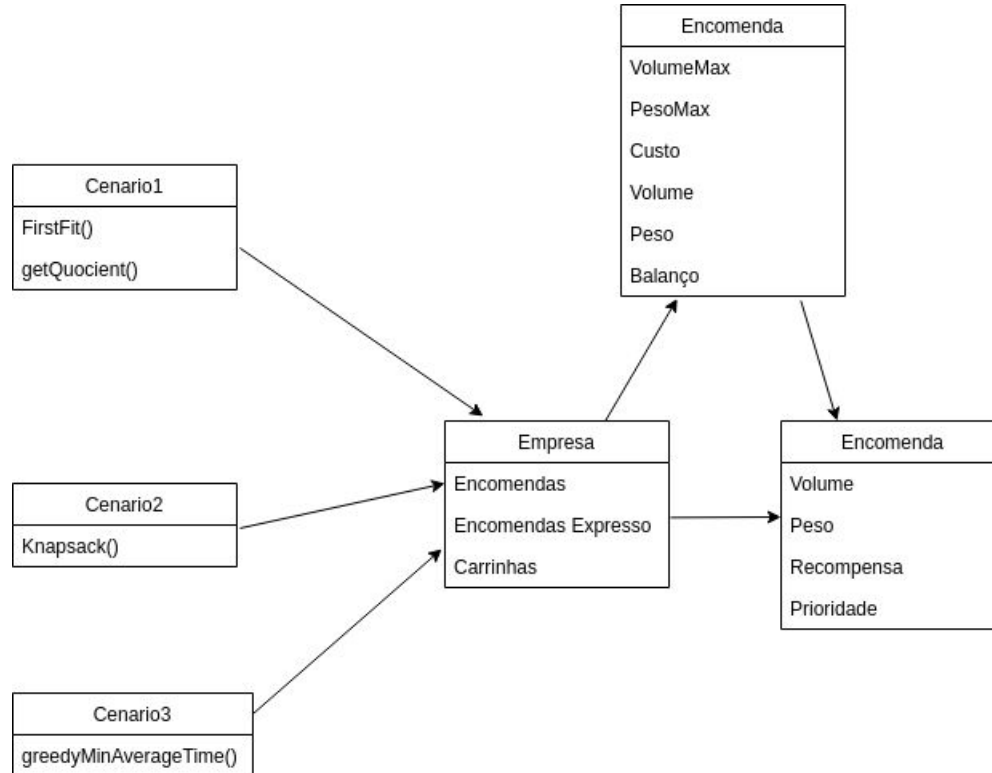 Encomenda
VolumeMax
PesoMax
Custo
Volume
Peso
Balanço
Cenario1
FirstFit()
getQuocient()
Empresa
Encomendas
Encomendas Expresso
Carrinhas
Encomenda
Volume
Peso
Recompensa
Prioridade
Cenario2
Knapsack()
Cenario3
greedyMinAverageTime()